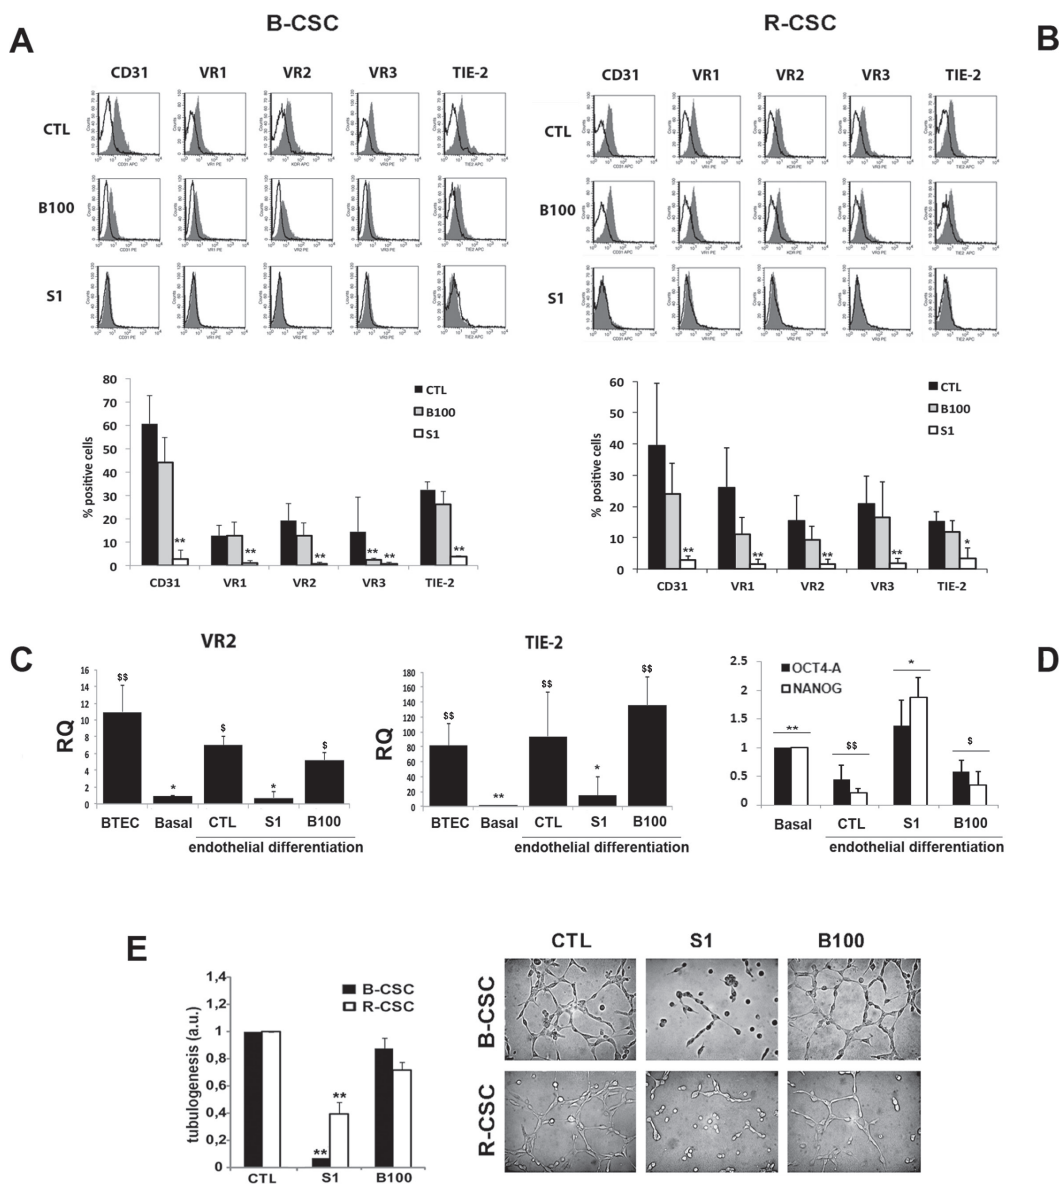 B-CSC
R-CSC
A
B
CD31 VR1 VR2 VR3 TIE-2
CD31 VR1 VR2 VR3 TIE-2
CTL
B100
S1
CTL
B100
S1
80
70
60
50
40
30
20
10
0
% positive cells
CTL
B100
S1
**
**
**
** **
**
CD31 VR1 VR2 VR3 TIE-2
60
50
40
30
20
10
0
% positive cells
CTL
B100
S1
**
**
**
**
*
CD31 VR1 VR2 VR3 TIE-2
C
VR2
RQ
16
14
12
10
8
6
4
2
0
$$
*
$
*
$
BTEC Basal CTL S1 B100
endothelial differentiation
TIE-2
RQ
180
160
140
120
100
80
60
40
20
0
$$
**
$$
*
$$
BTEC Basal CTL S1 B100
endothelial differentiation
D
2.5
2
1.5
1
0.5
0
OCT4-A
NANOG
**
$$
*
$
Basal CTL S1 B100
endothelial differentiation
E
tubulogenesis (a.u.)
1,4
1,2
1
0,8
0,6
0,4
0,2
0
B-CSC
R-CSC
**
**
CTL S1 B100
CTL S1 B100
B-CSC
R-CSC